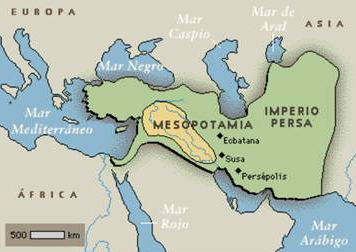 EUROPA
Mar de
Aral
ASIA
Mar
Caspio
Mar Negro
IMPERIO
PERSA
MESOPOTAMIA
Mar
Mediterráneo
Ecbatana
Susa
Persépolis
ÁFRICA
Mar
Rojo
Mar
Arábigo
500 km